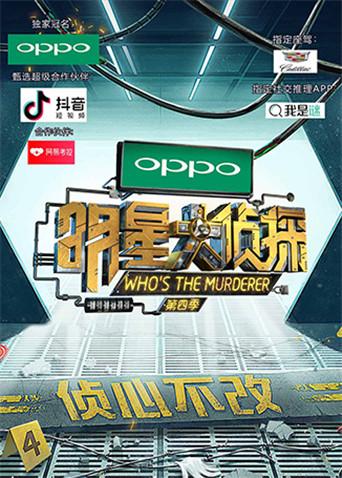 独家冠名:
OPPO
甄选超级合作伙伴
抖音
短视频
合作伙伴:
网易考拉
指定座驾:
Cadillac
指定社交推理APP
我是谜
OPPO
明星大侦探
WHO'S THE MURDERER
第四季
侦心不改
4